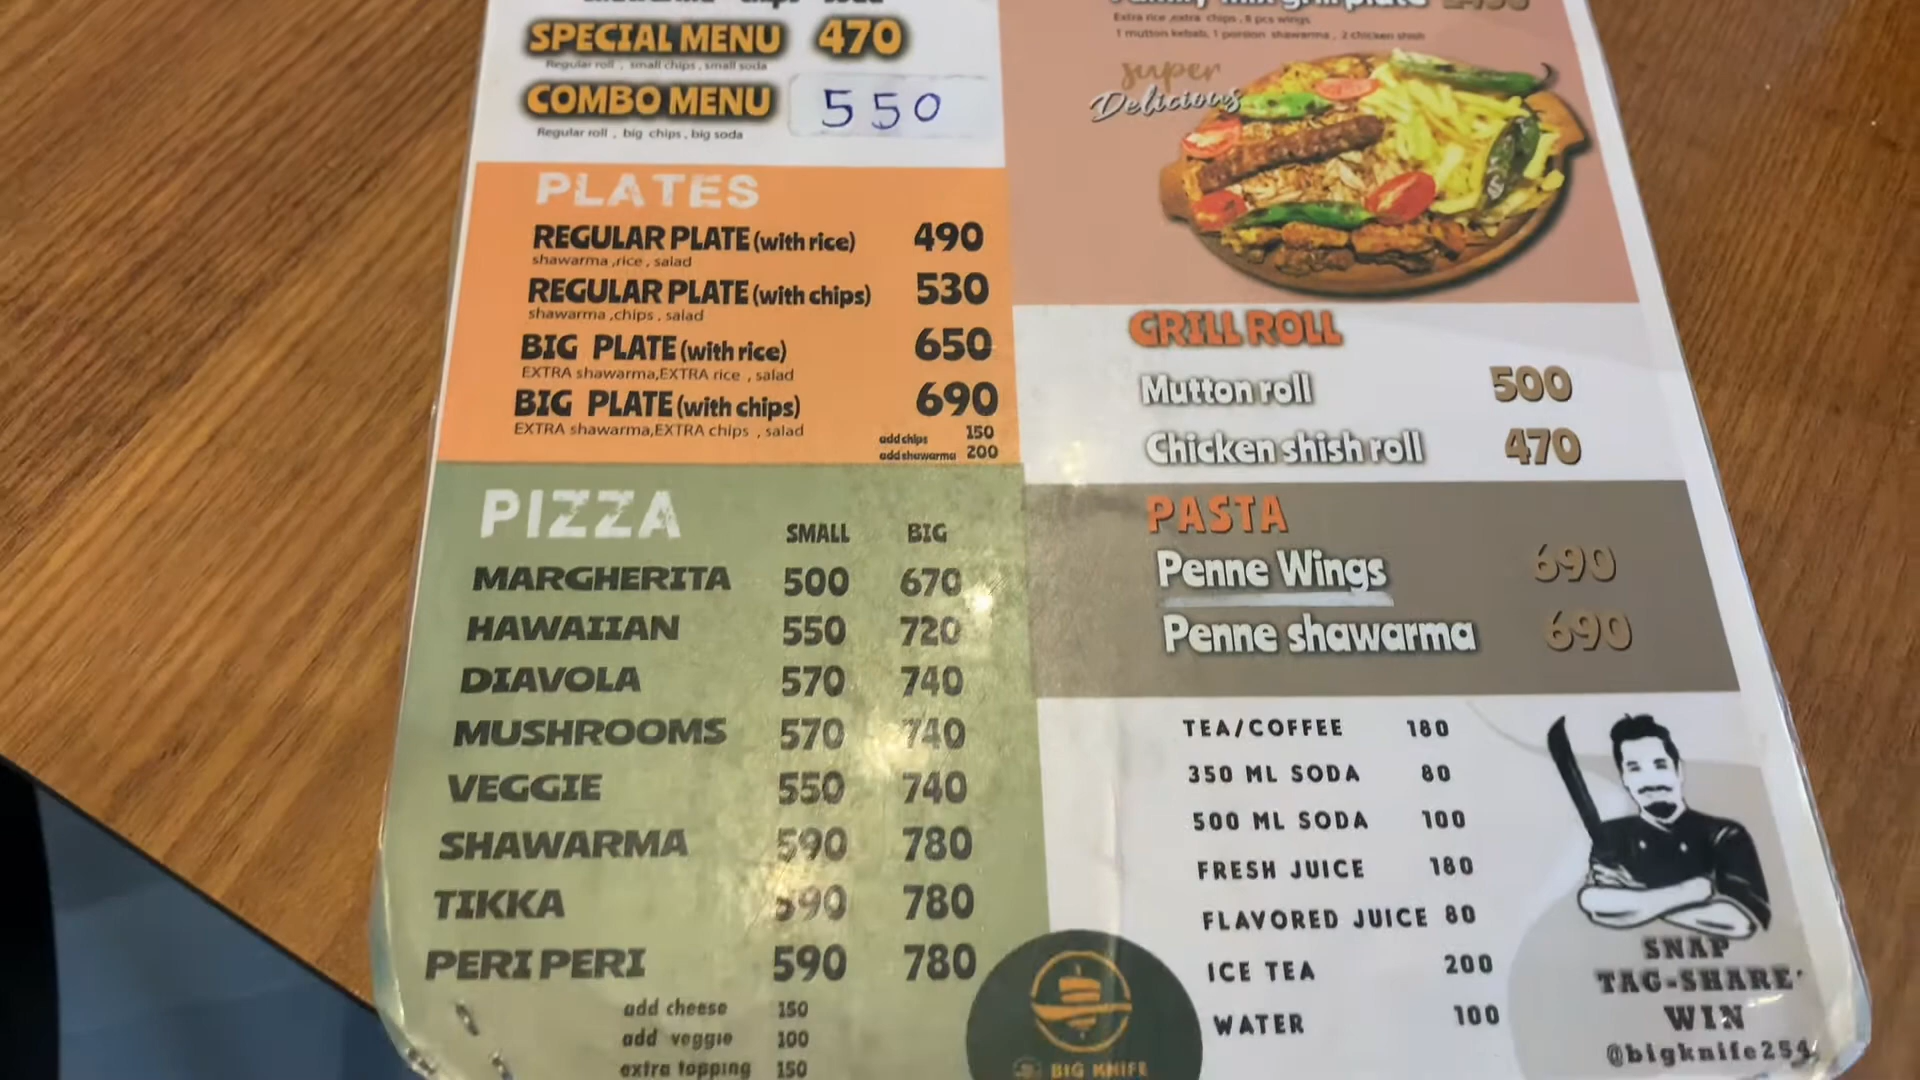 SPECIAL MENU 470
Regular roll , small chips , small soda
COMBO MENU 550
Regular roll , big chips , big soda
PLATES
REGULAR PLATE (with rice) 490
shawarma ,rice , salad
REGULAR PLATE (with chips) 530
shawarma ,chips , salad
BIG PLATE (with rice) 650
EXTRA shawarma,EXTRA rice , salad
BIG PLATE (with chips) 690
EXTRA shawarma,EXTRA chips , salad
add chips 150
add shawarma 200
PIZZA SMALL BIG
MARGHERITA 500 670
HAWAIIAN 550 720
DIAVOLA 570 740
MUSHROOMS 570 740
VEGGIE 550 740
SHAWARMA 590 780
TIKKA 590 780
PERI PERI 590 780
add cheese 150
add veggie 100
extra topping 150
BIG KNIFE
Extra rice ,extra chips , 8 pcs wings
1 mutton kebab, 1 portion shawarma , 2 chicken shish
super
Delicious
GRILL ROLL
Mutton roll 500
Chicken shish roll 470
PASTA
Penne Wings 690
Penne shawarma 690
TEA/COFFEE 180
350 ML SODA 80
500 ML SODA 100
FRESH JUICE 180
FLAVORED JUICE 80
ICE TEA 200
WATER 100
SNAP
TAG-SHARE
WIN
@bigknife254